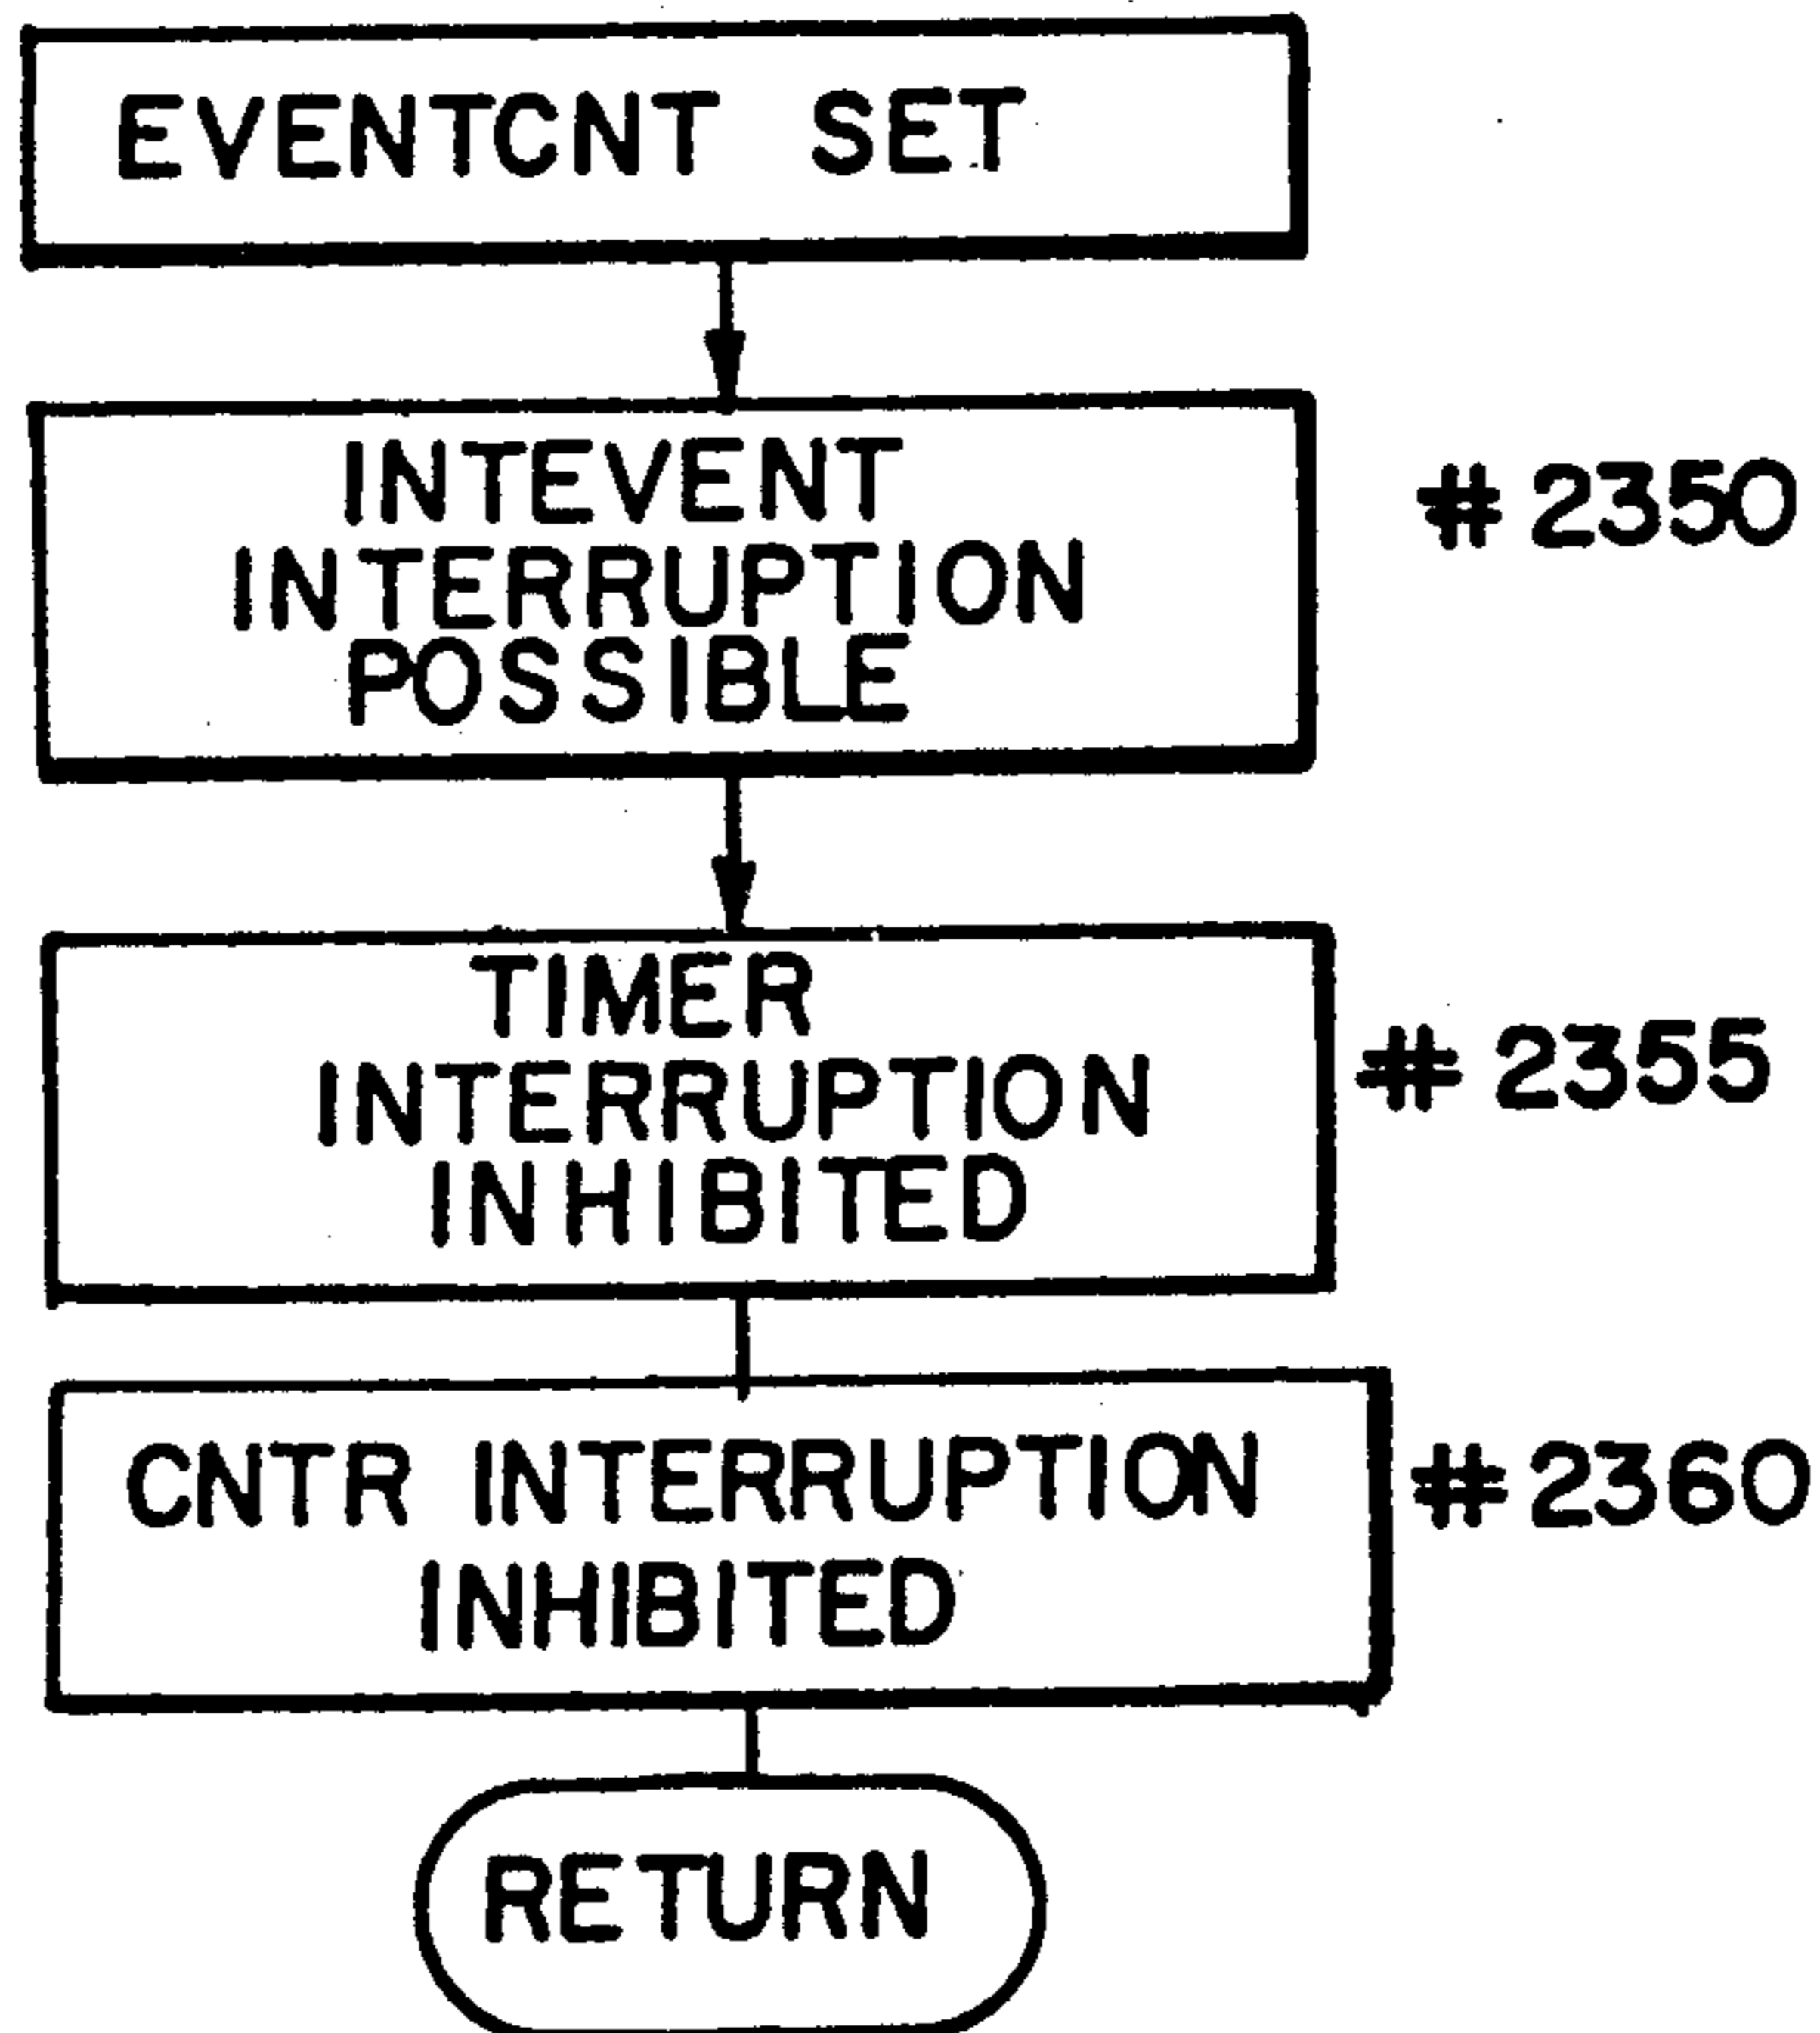 EVENTCNT SET
INTEVENT
INTERRUPTION
POSSIBLE
# 2350
TIMER
INTERRUPTION
INHIBITED
# 2355
CNTR INTERRUPTION
INHIBITED
# 2360
RETURN